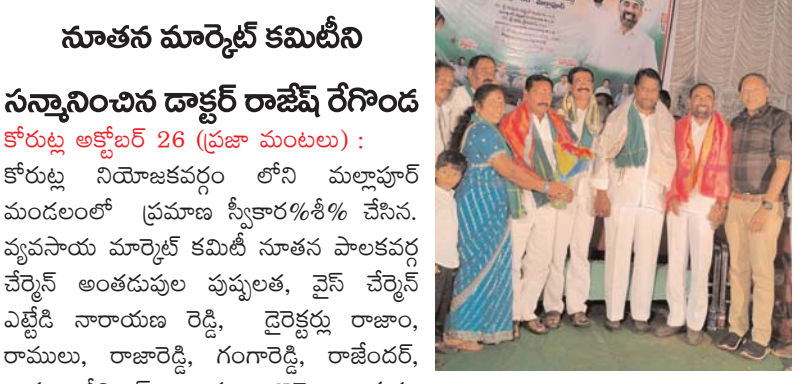 నూతన మార్కెట్ కమిటీని
సన్మానించిన డాక్టర్ రాజేష్ రేగొండ
కోరుట్ల అక్టోబర్ 26 (ప్రజా మంటలు) :
కోరుట్ల నియోజకవర్గం లోని మల్లాపూర్
మండలంలో ప్రమాణ స్వీకార%శీ% చేసిన.
వ్యవసాయ మార్కెట్ కమిటీ నూతన పాలకవర్గ
చేర్మెన్ అంతడుపుల పుష్పలత, వైస్ చేర్మెన్
ఎట్టేడి నారాయణ రెడ్డి, డైరెక్టర్లు రాజాం,
రాములు, రాజారెడ్డి, గంగారెడ్డి, రాజేందర్,